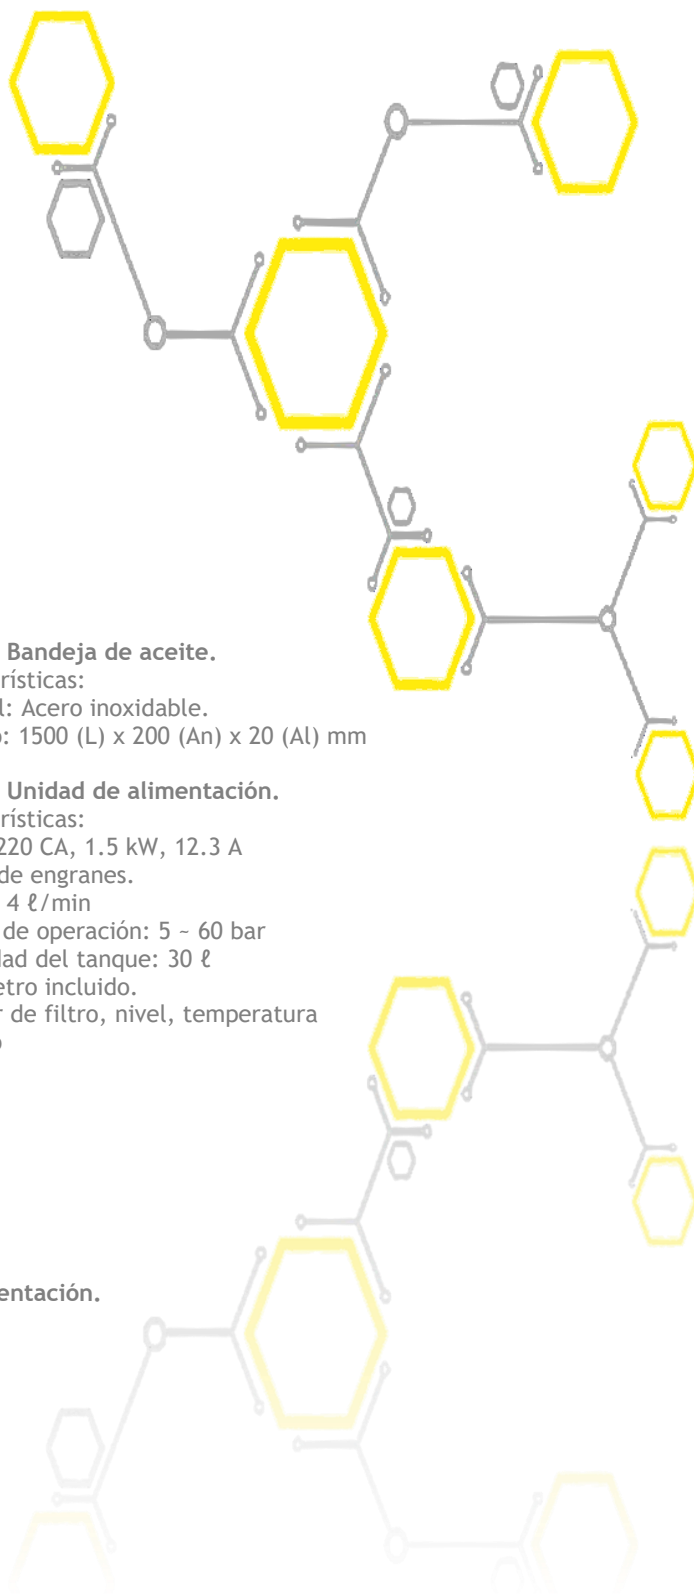 Bandeja de aceite.
rísticas:
l: Acero inoxidable.
o: 1500 (L) x 200 (An) x 20 (Al) mm
Unidad de alimentación.
rísticas:
220 CA, 1.5 kW, 12.3 A
de engranes.
4 ℓ/min
de operación: 5 ~ 60 bar
dad del tanque: 30 ℓ
etro incluido.
r de filtro, nivel, temperatura
entación.